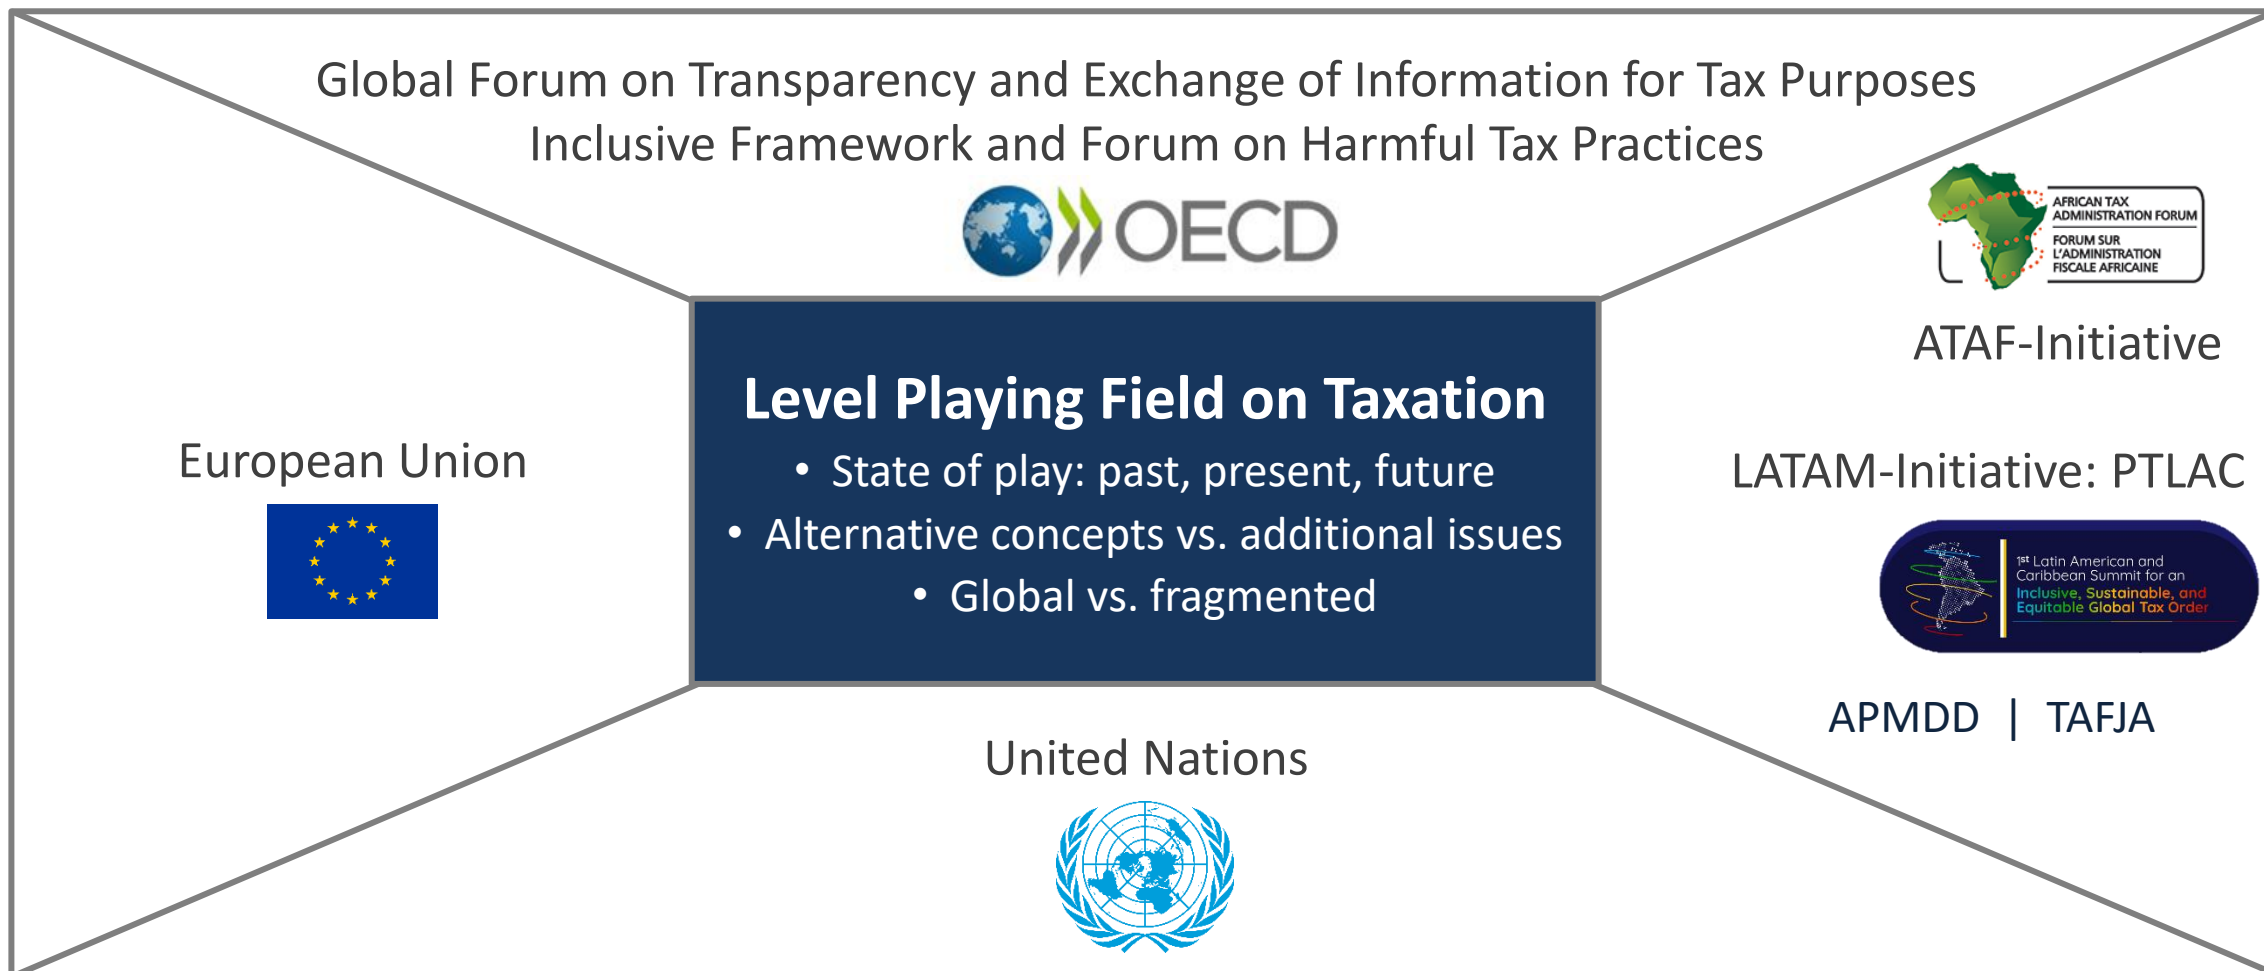 Global Forum on Transparency and Exchange of Information for Tax Purposes
Inclusive Framework and Forum on Harmful Tax Practices
OECD
AFRICAN TAX
ADMINISTRATION FORUM
FORUM SUR
L'ADMINISTRATION
FISCALE AFRICAINE
ATAF-Initiative
Level Playing Field on Taxation
• State of play: past, present, future
• Alternative concepts vs. additional issues
• Global vs. fragmented
European Union
LATAM-Initiative: PTLAC
1st Latin American and
Caribbean Summit for an
Inclusive, Sustainable, and
Equitable Global Tax Order
APMDD | TAFJA
United Nations